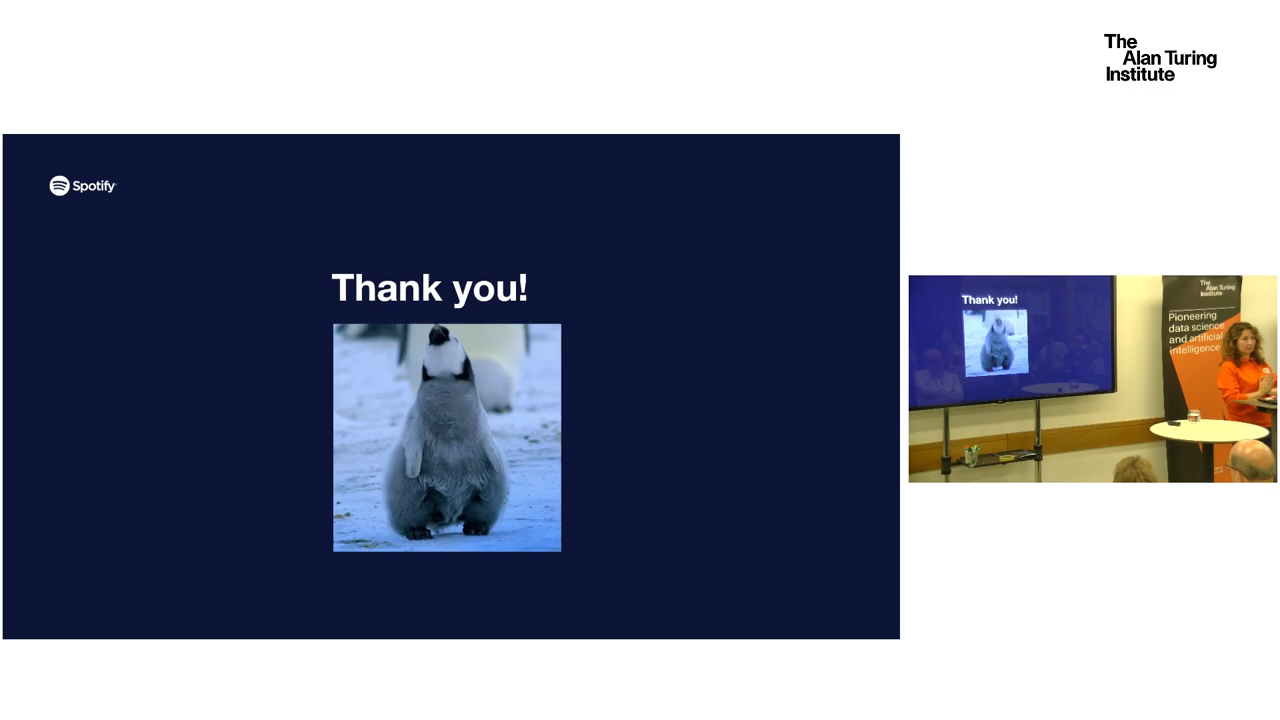 The
Alan Turing
Institute
Spotify
Thank you!
Thank you!
The
Alan Turing
Institute
Pioneering
data science
and artificial
intelligence